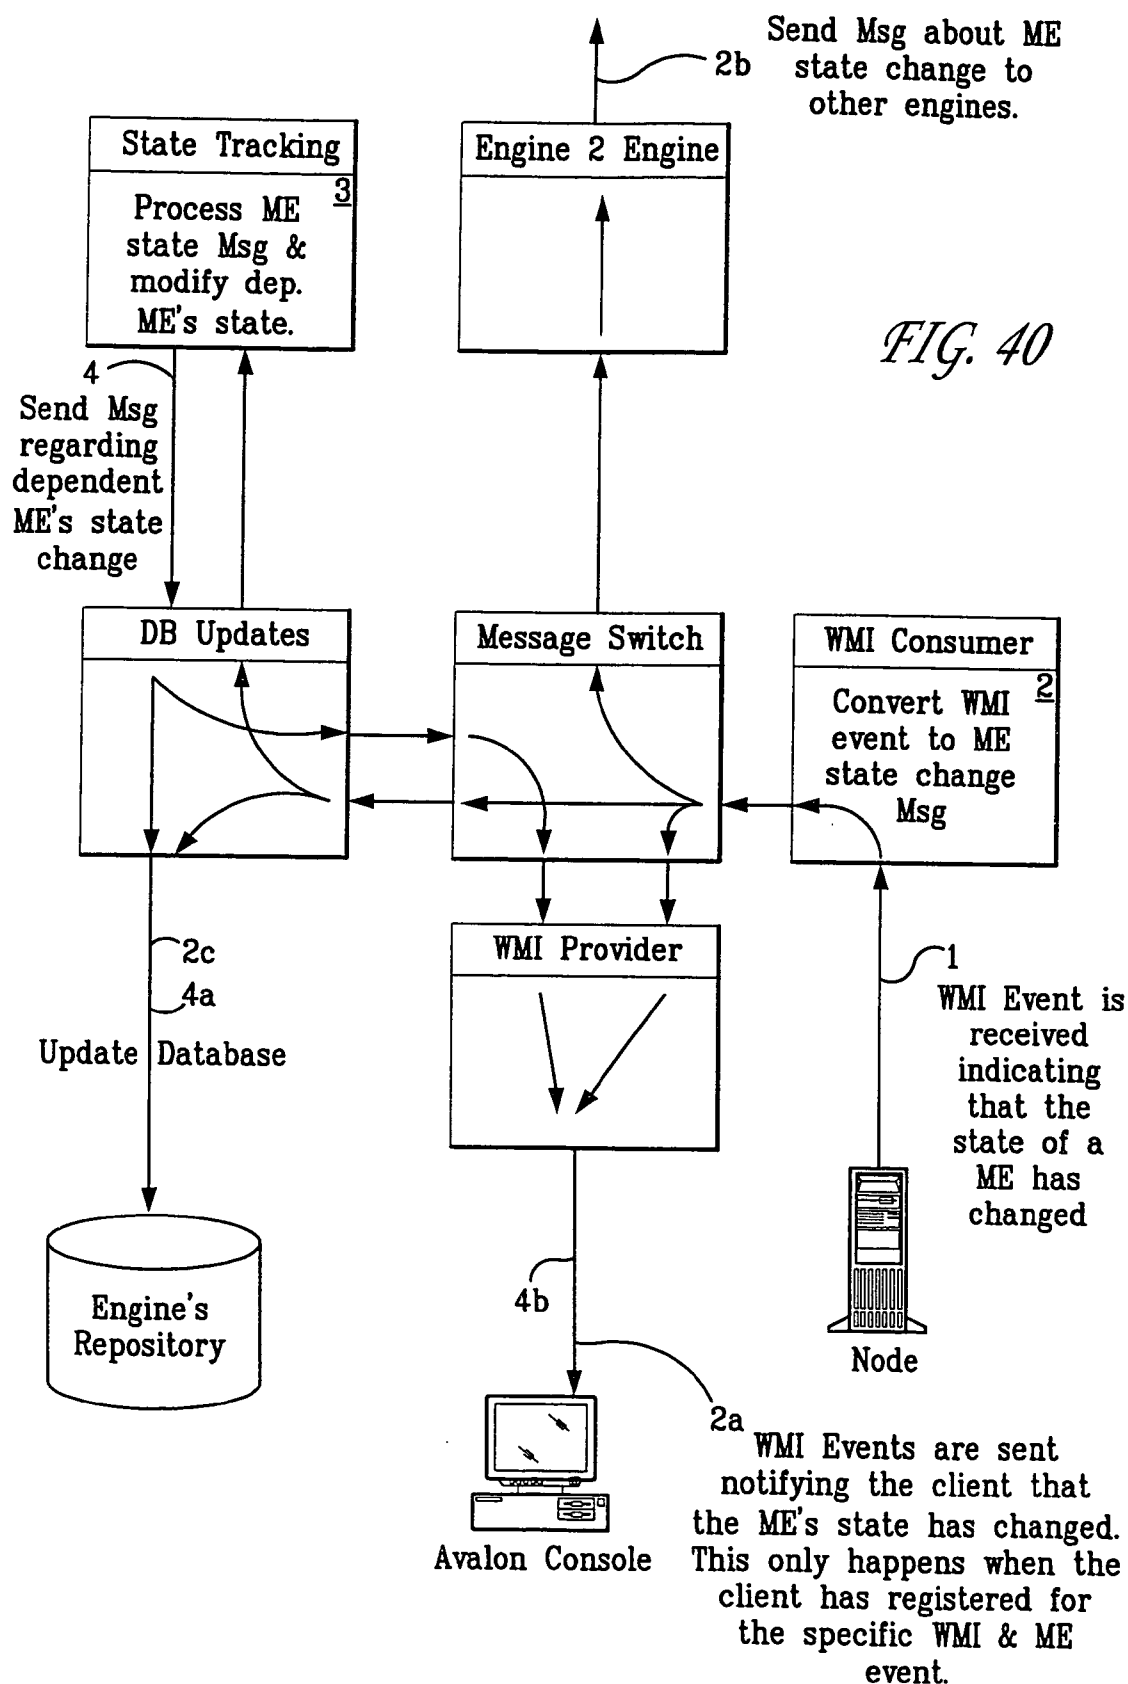 Send Msg about ME
state change to
other engines.
2b
State Tracking
3
Process ME
state Msg &
modify dep.
ME's state.
Engine 2 Engine
FIG. 40
4
Send Msg
regarding
dependent
ME's state
change
DB Updates
Message Switch
WMI Consumer
2
Convert WMI
event to ME
state change
Msg
WMI Provider
2c
4a
Update Database
1
WMI Event is
received
indicating
that the
state of a
ME has
changed
Engine's
Repository
4b
Node
2a
WMI Events are sent
notifying the client that
the ME's state has changed.
This only happens when the
client has registered for
the specific WMI & ME
event.
Avalon Console